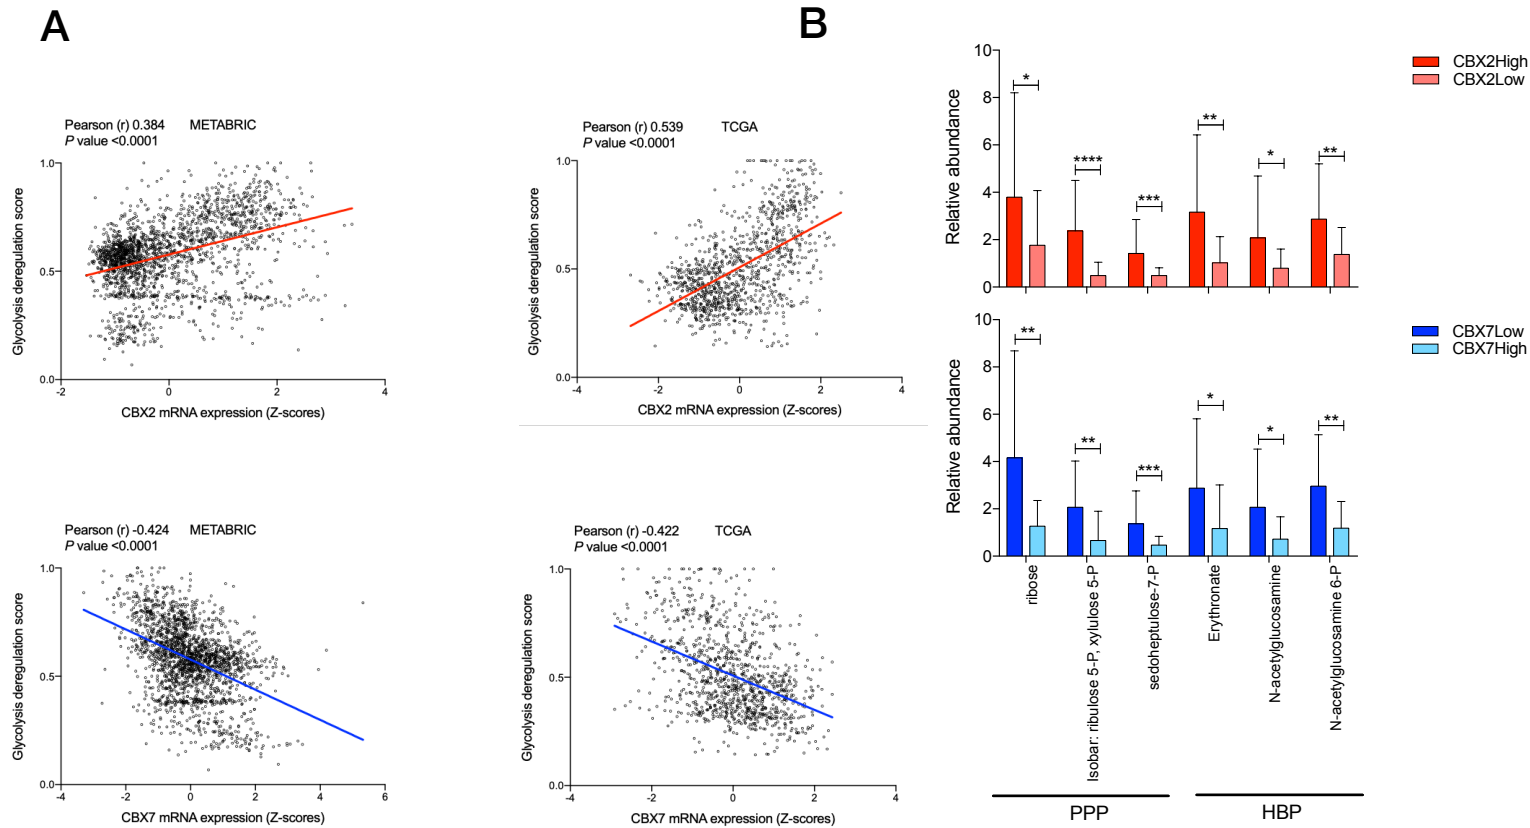 A
B
Pearson (r) 0.384 METABRIC
P value <0.0001
1.0
0.5
0.0
-2 0 2 4
Glycolysis deregulation score
CBX2 mRNA expression (Z-scores)
Pearson (r) 0.539 TCGA
P value <0.0001
1.0
0.5
0.0
-4 -2 0 2 4
Glycolysis deregulation score
CBX2 mRNA expression (Z-scores)
Pearson (r) -0.424 METABRIC
P value <0.0001
1.0
0.5
0.0
-4 -2 0 2 4 6
Glycolysis deregulation score
CBX7 mRNA expression (Z-scores)
Pearson (r) -0.422 TCGA
P value <0.0001
1.0
0.5
0.0
-4 -2 0 2 4
Glycolysis deregulation score
CBX7 mRNA expression (Z-scores)
Relative abundance
10
8
6
4
2
0
* **** *** ** * **
CBX2High
CBX2Low
Relative abundance
10
8
6
4
2
0
** ** *** * * **
CBX7Low
CBX7High
ribose
Isobar: ribulose 5-P, xylulose 5-P
sedoheptulose-7-P
Erythronate
N-acetylglucosamine
N-acetylglucosamine 6-P
PPP
HBP